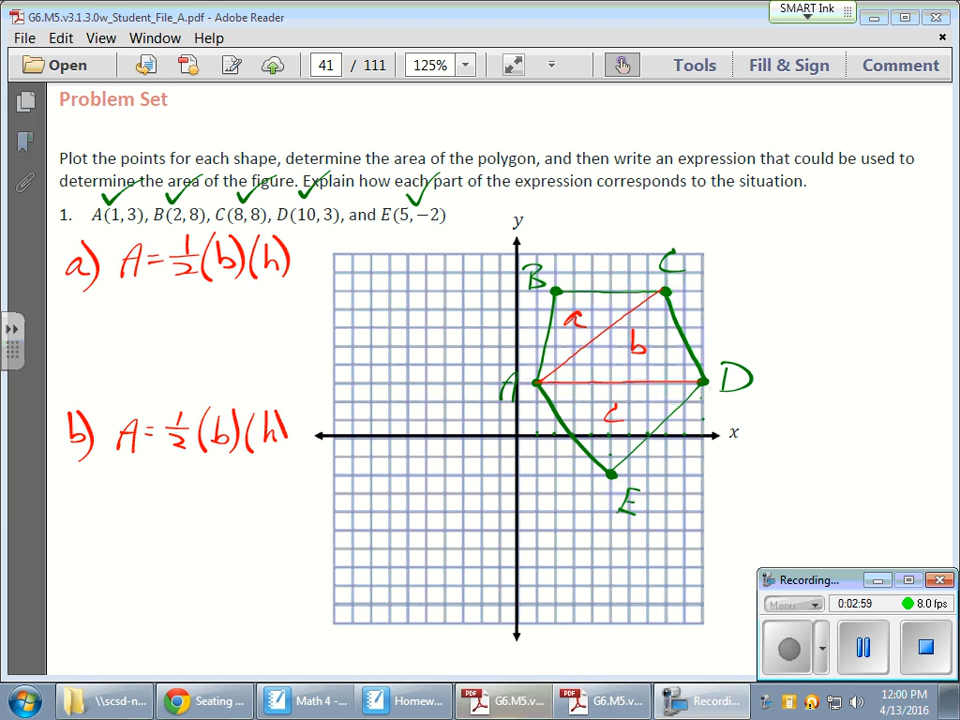 G6.M5.v3.1.3.0w_Student_File_A.pdf - Adobe Reader
SMART Ink
File Edit View Window Help
Open 41 / 111 125% Tools Fill & Sign Comment
Problem Set
Plot the points for each shape, determine the area of the polygon, and then write an expression that could be used to
determine the area of the figure. Explain how each part of the expression corresponds to the situation.
1. A(1, 3), B(2, 8), C(8, 8), D(10, 3), and E(5, −2)
a) A = 1/2 (b)(h)
y
B C
a
b
A D
c
b) A = 1/2 (b)(h)
x
E
Recording...
Menu 0:02:59 8.0 fps
\\scsd-n... Seating ... Math 4 -... Homew... G6.M5.v... G6.M5.v... Recordi...
12:00 PM
4/13/2016